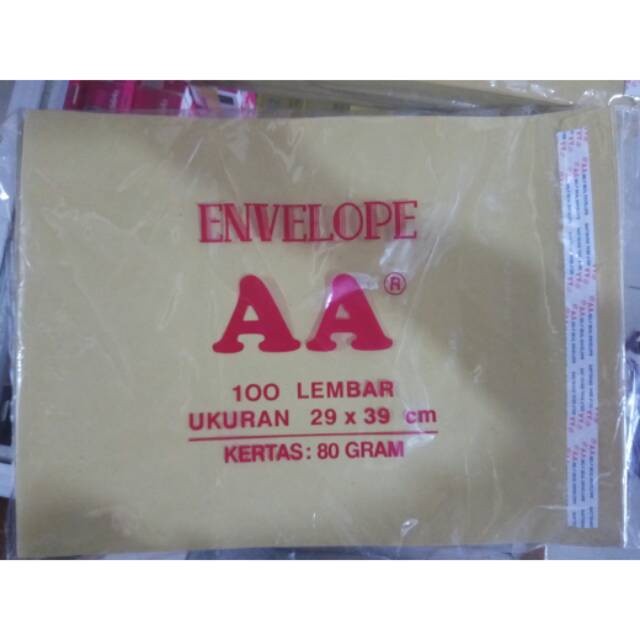 ENVELOPE
AA®
100 LEMBAR
UKURAN 29 x 39 cm
KERTAS: 80 GRAM